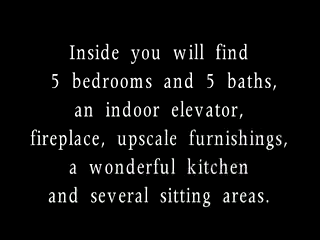 Inside you will find
5 bedrooms and 5 baths,
an indoor elevator,
fireplace, upscale furnishings,
a wonderful kitchen
and several sitting areas.